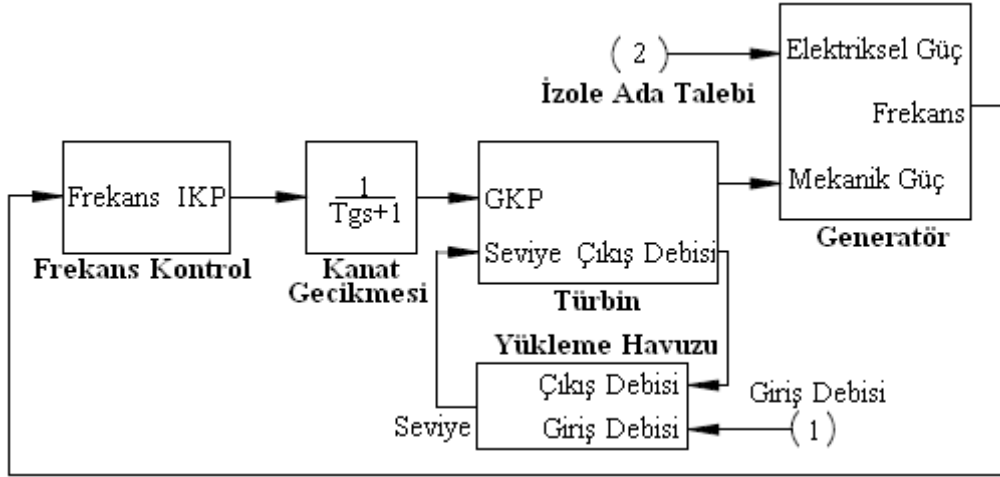 ( 2 )
İzole Ada Talebi
Elektriksel Güç
Frekans
Mekanik Güç
Generatör
Frekans IKP
Frekans Kontrol
1
Tgs+1
Kanat
Gecikmesi
GKP
Seviye Çıkış Debisi
Türbin
Yükleme Havuzu
Çıkış Debisi
Giriş Debisi
Seviye
Giriş Debisi
( 1 )